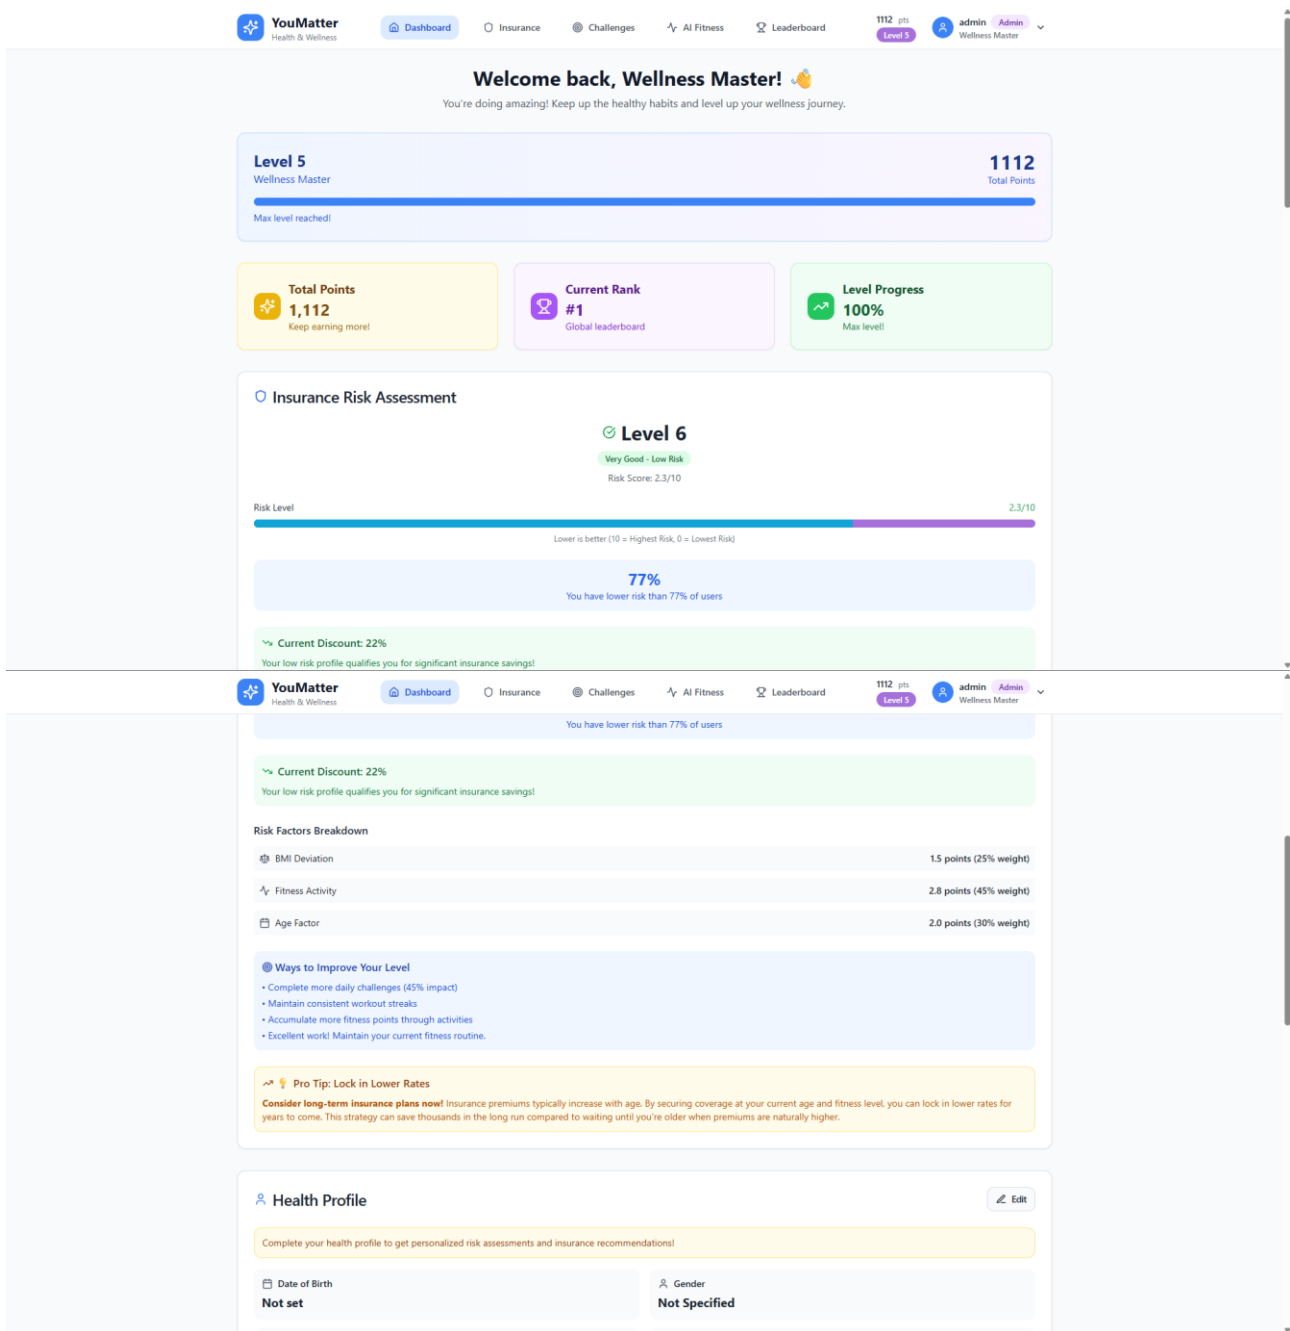 YouMatter
Health & Wellness
Dashboard
Insurance
Challenges
AI Fitness
Leaderboard
1112 pts
Level 5
admin Admin
Wellness Master
Welcome back, Wellness Master! 👋
You're doing amazing! Keep up the healthy habits and level up your wellness journey.
Level 5
Wellness Master
1112
Total Points
Max level reached!
Total Points
1,112
Keep earning more!
Current Rank
#1
Global leaderboard
Level Progress
100%
Max level!
Insurance Risk Assessment
Level 6
Very Good - Low Risk
Risk Score: 2.3/10
Risk Level
2.3/10
Lower is better (10 = Highest Risk, 0 = Lowest Risk)
77%
You have lower risk than 77% of users
Current Discount: 22%
Your low risk profile qualifies you for significant insurance savings!
YouMatter
Health & Wellness
Dashboard
Insurance
Challenges
AI Fitness
Leaderboard
1112 pts
Level 5
admin Admin
Wellness Master
You have lower risk than 77% of users
Current Discount: 22%
Your low risk profile qualifies you for significant insurance savings!
Risk Factors Breakdown
BMI Deviation
1.5 points (25% weight)
Fitness Activity
2.8 points (45% weight)
Age Factor
2.0 points (30% weight)
Ways to Improve Your Level
• Complete more daily challenges (45% impact)
• Maintain consistent workout streaks
• Accumulate more fitness points through activities
• Excellent work! Maintain your current fitness routine.
💡 Pro Tip: Lock in Lower Rates
Consider long-term insurance plans now! Insurance premiums typically increase with age. By securing coverage at your current age and fitness level, you can lock in lower rates for
years to come. This strategy can save thousands in the long run compared to waiting until you're older when premiums are naturally higher.
Health Profile
Edit
Complete your health profile to get personalized risk assessments and insurance recommendations!
Date of Birth
Not set
Gender
Not Specified